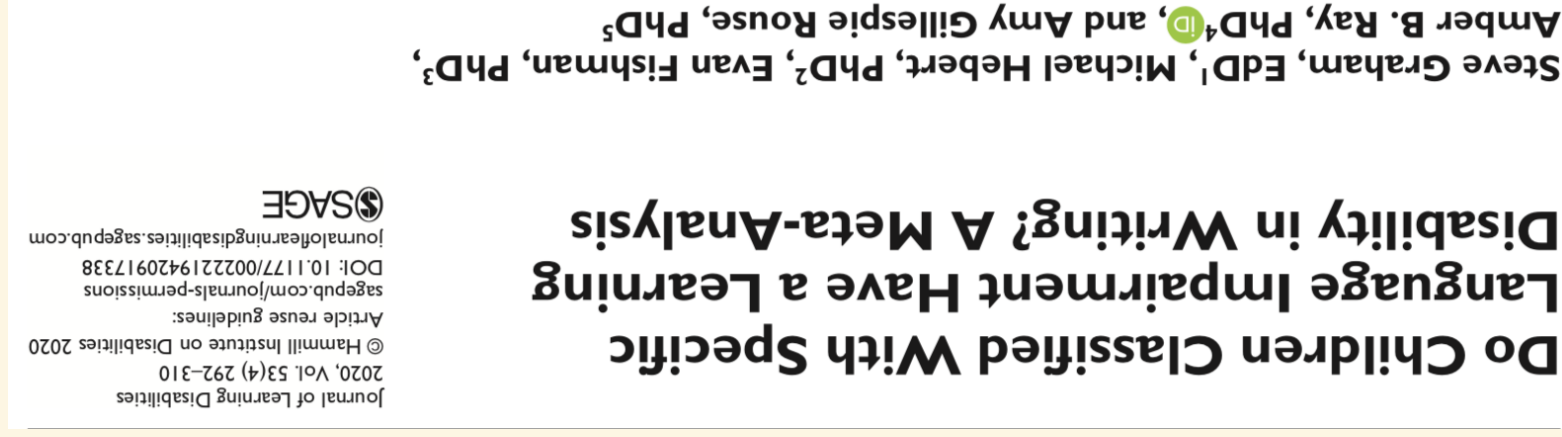 Journal of Learning Disabilities
2020, Vol. 53(4) 292–310
© Hammill Institute on Disabilities 2020
Article reuse guidelines:
sagepub.com/journals-permissions
DOI: 10.1177/0022219420917338
journaloflearningdisabilities.sagepub.com
SAGE
Do Children Classified With Specific
Language Impairment Have a Learning
Disability in Writing? A Meta-Analysis
Steve Graham, EdD¹, Michael Hebert, PhD², Evan Fishman, PhD³,
Amber B. Ray, PhD⁴ iD, and Amy Gillespie Rouse, PhD⁵